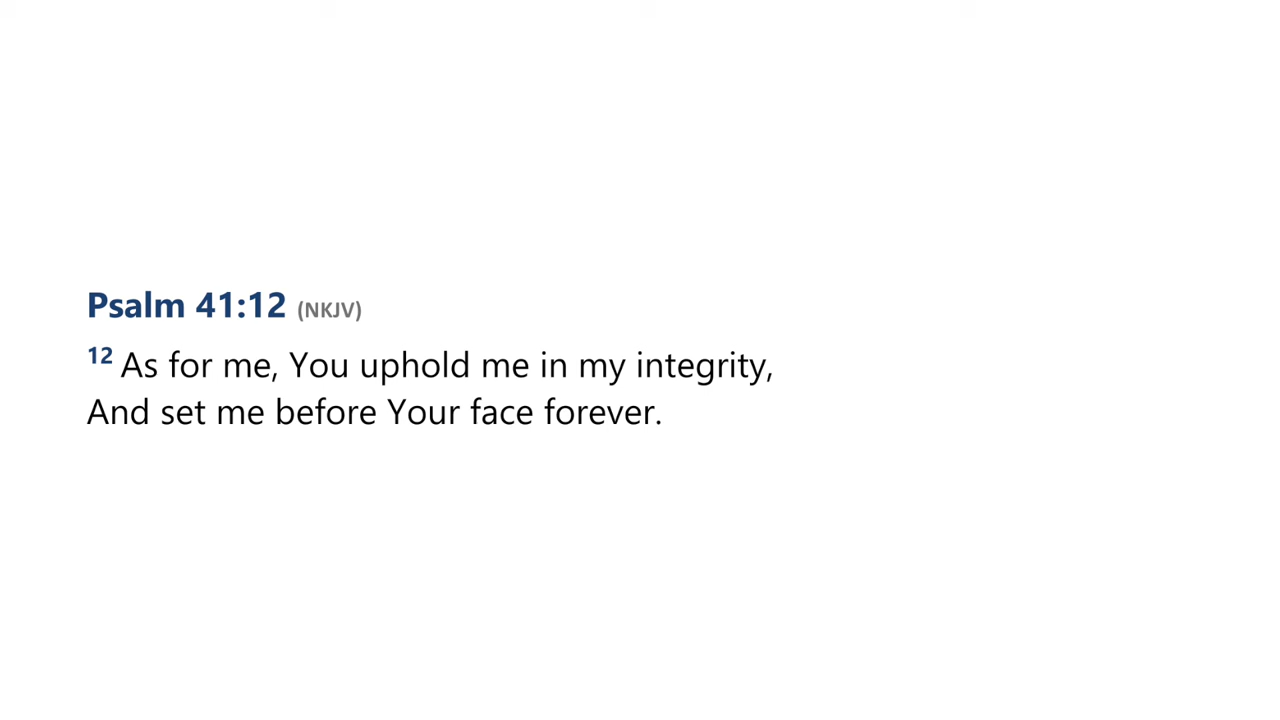 Psalm 41:12 (NKJV)
12 As for me, You uphold me in my integrity,
And set me before Your face forever.